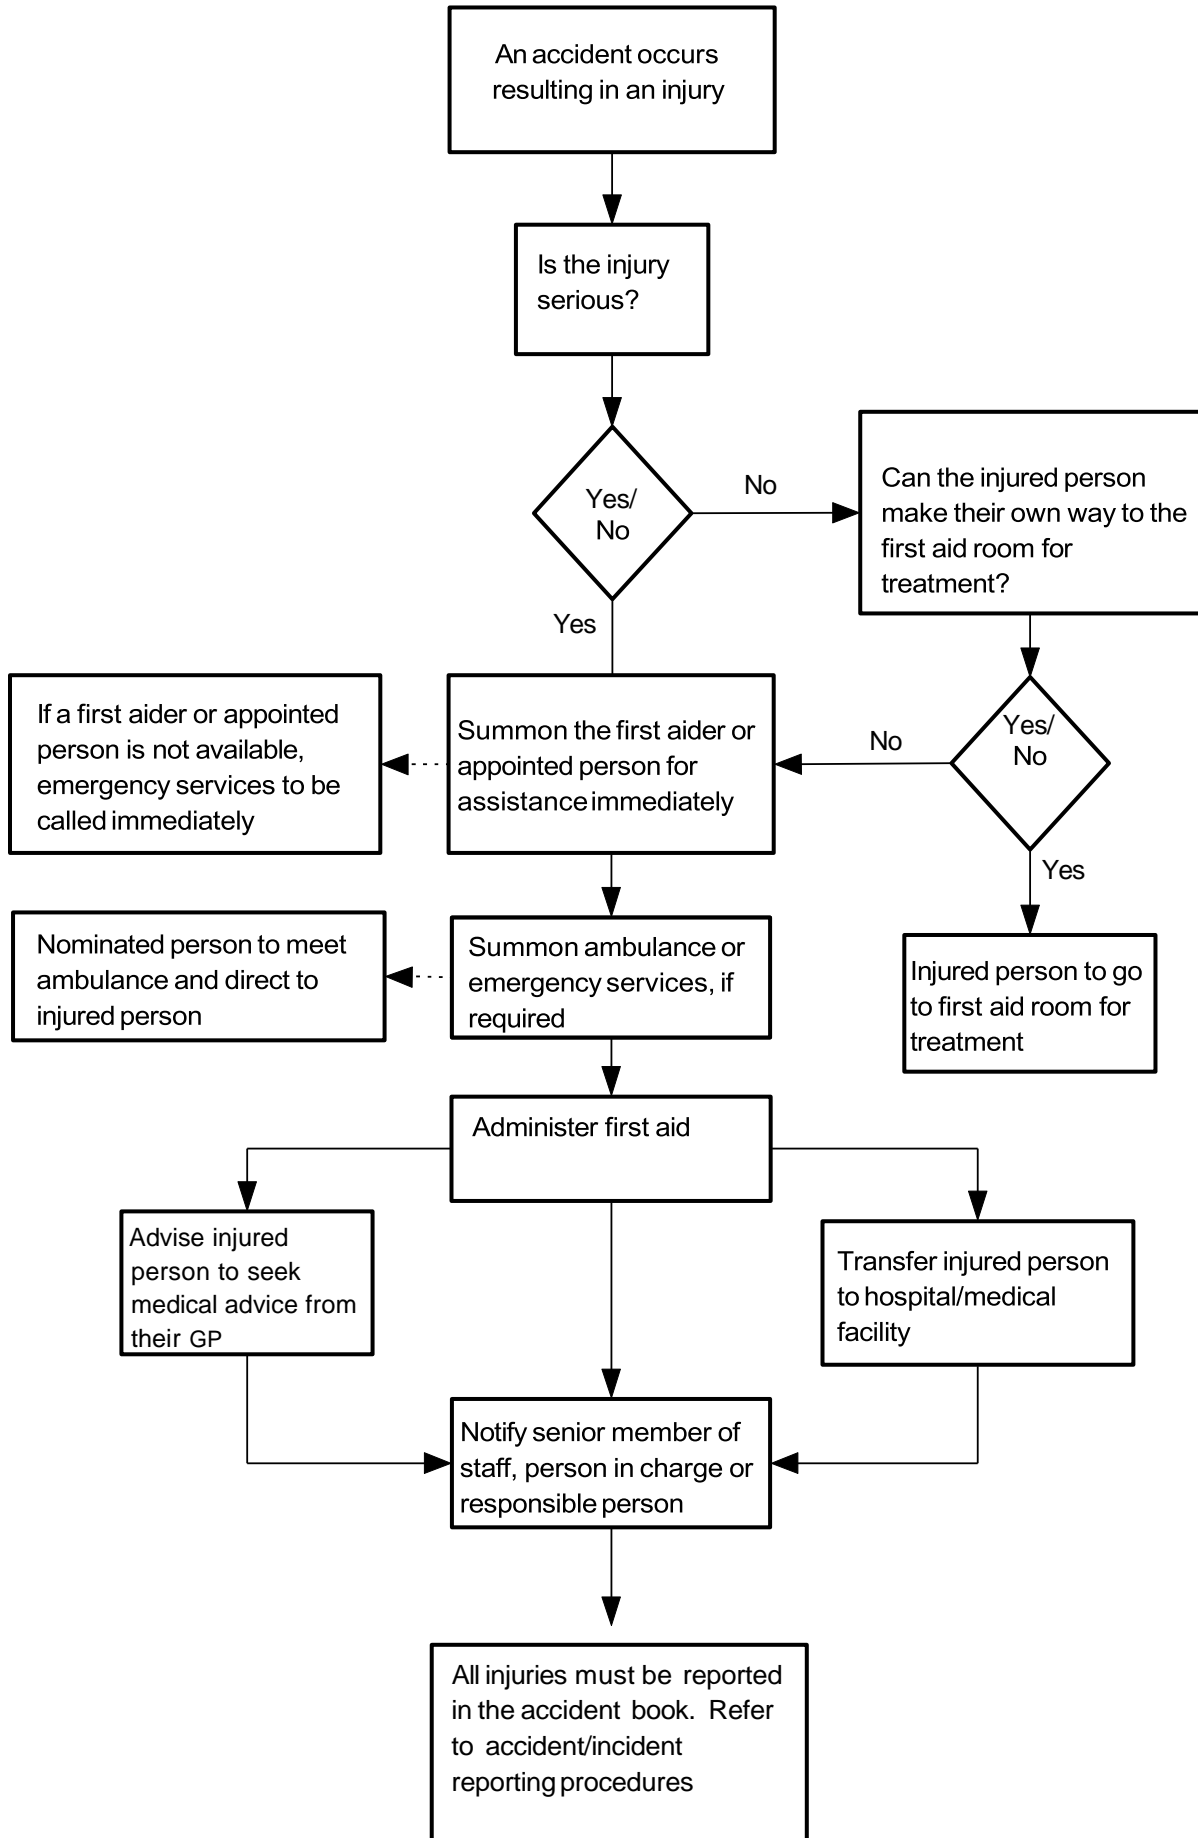 An accident occurs
resulting in an injury
Is the injury
serious?
Yes/
No
No
Can the injured person
make their own way to the
first aid room for
treatment?
Yes
If a first aider or appointed
person is not available,
emergency services to be
called immediately
Summon the first aider or
appointed person for
assistance immediately
No
Yes/
No
Yes
Nominated person to meet
ambulance and direct to
injured person
Summon ambulance or
emergency services, if
required
Injured person to go
to first aid room for
treatment
Administer first aid
Advise injured
person to seek
medical advice from
their GP
Transfer injured person
to hospital/medical
facility
Notify senior member of
staff, person in charge or
responsible person
All injuries must be reported
in the accident book. Refer
to accident/incident
reporting procedures